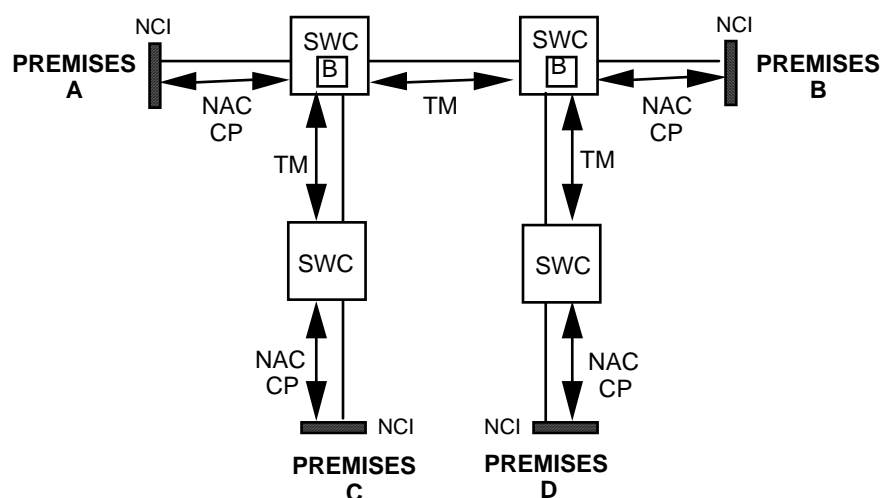 NCI
SWC
B
SWC
B
NCI
PREMISES
A
PREMISES
B
NAC
CP
TM
NAC
CP
TM
TM
SWC
SWC
NAC
CP
NAC
CP
NCI
NCI
PREMISES
C
PREMISES
D